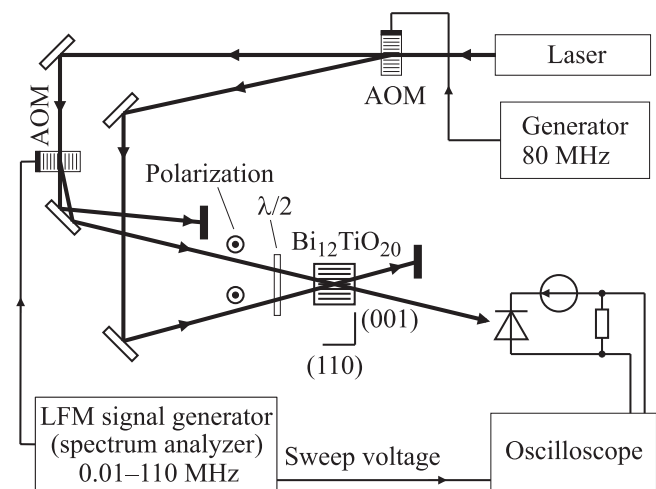 Laser
AOM
AOM
Generator
80 MHz
Polarization
λ/2
Bi₁₂TiO₂₀
(001)
(110)
LFM signal generator
(spectrum analyzer)
0.01–110 MHz
Sweep voltage
Oscilloscope